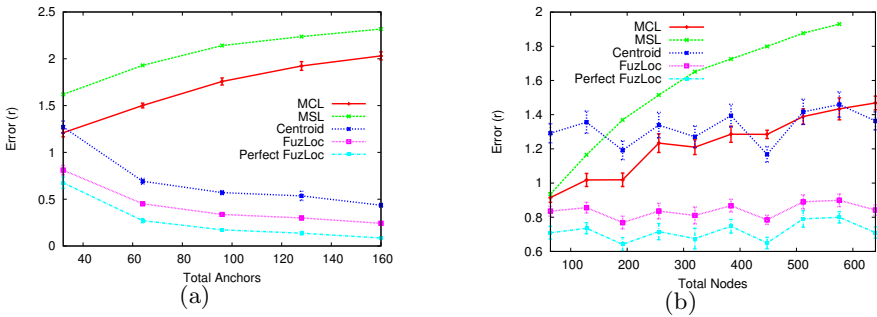 2.5
2
1.5
1
0.5
0
Error (r)
40
60
80
100
120
140
160
Total Anchors
MCL
MSL
Centroid
FuzLoc
Perfect FuzLoc
(a)
2
1.8
1.6
1.4
1.2
1
0.8
0.6
Error (r)
100
200
300
400
500
600
Total Nodes
MCL
MSL
Centroid
FuzLoc
Perfect FuzLoc
(b)